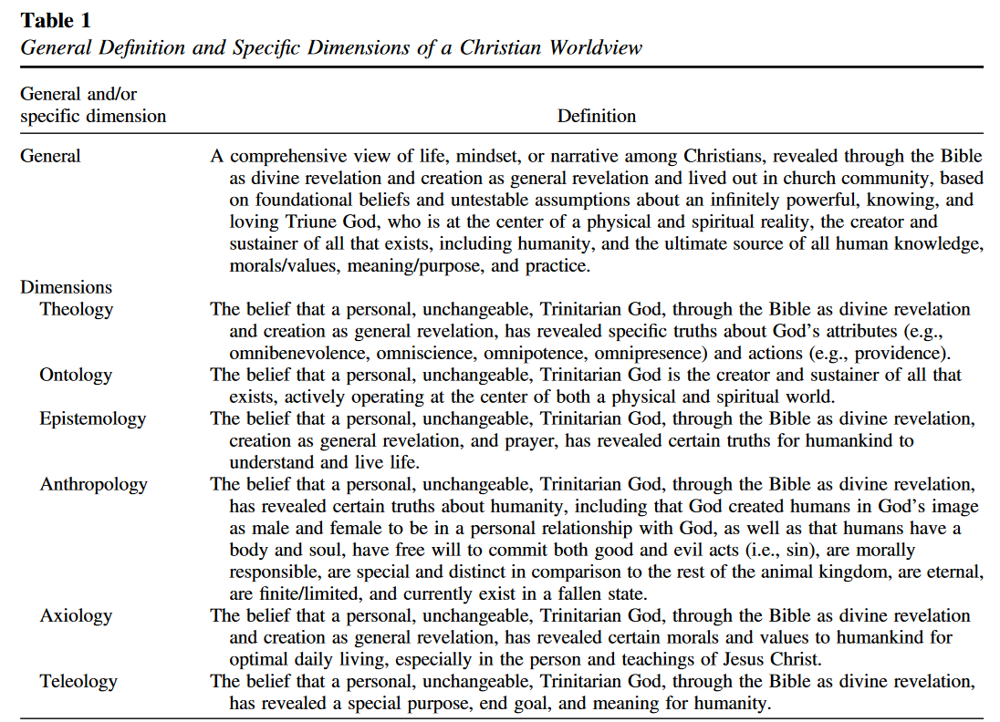 Table 1
General Definition and Specific Dimensions of a Christian Worldview
General and/or
specific dimension
Definition
General
A comprehensive view of life, mindset, or narrative among Christians, revealed through the Bible
as divine revelation and creation as general revelation and lived out in church community, based
on foundational beliefs and untestable assumptions about an infinitely powerful, knowing, and
loving Triune God, who is at the center of a physical and spiritual reality, the creator and
sustainer of all that exists, including humanity, and the ultimate source of all human knowledge,
morals/values, meaning/purpose, and practice.
Dimensions
Theology
The belief that a personal, unchangeable, Trinitarian God, through the Bible as divine revelation
and creation as general revelation, has revealed specific truths about God’s attributes (e.g.,
omnibenevolence, omniscience, omnipotence, omnipresence) and actions (e.g., providence).
Ontology
The belief that a personal, unchangeable, Trinitarian God is the creator and sustainer of all that
exists, actively operating at the center of both a physical and spiritual world.
Epistemology
The belief that a personal, unchangeable, Trinitarian God, through the Bible as divine revelation,
creation as general revelation, and prayer, has revealed certain truths for humankind to
understand and live life.
Anthropology
The belief that a personal, unchangeable, Trinitarian God, through the Bible as divine revelation,
has revealed certain truths about humanity, including that God created humans in God’s image
as male and female to be in a personal relationship with God, as well as that humans have a
body and soul, have free will to commit both good and evil acts (i.e., sin), are morally
responsible, are special and distinct in comparison to the rest of the animal kingdom, are eternal,
are finite/limited, and currently exist in a fallen state.
Axiology
The belief that a personal, unchangeable, Trinitarian God, through the Bible as divine revelation
and creation as general revelation, has revealed certain morals and values to humankind for
optimal daily living, especially in the person and teachings of Jesus Christ.
Teleology
The belief that a personal, unchangeable, Trinitarian God, through the Bible as divine revelation,
has revealed a special purpose, end goal, and meaning for humanity.